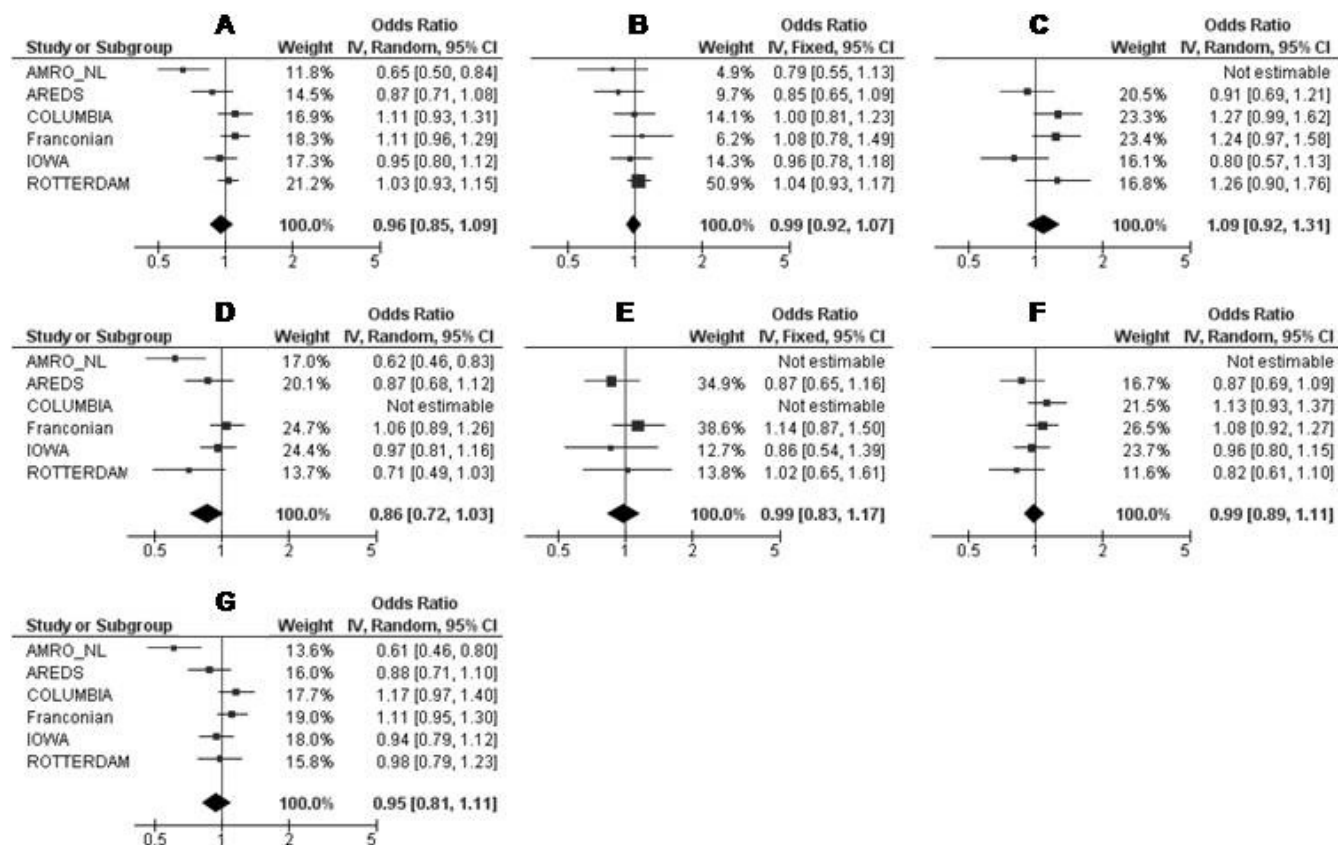 A Odds Ratio B Odds Ratio C Odds Ratio
Study or Subgroup Weight IV, Random, 95% CI Weight IV, Fixed, 95% CI Weight IV, Random, 95% CI
AMRO_NL 11.8% 0.65 [0.50, 0.84] 4.9% 0.79 [0.55, 1.13] Not estimable
AREDS 14.5% 0.87 [0.71, 1.08] 9.7% 0.85 [0.65, 1.09] 20.5% 0.91 [0.69, 1.21]
COLUMBIA 16.9% 1.11 [0.93, 1.31] 14.1% 1.00 [0.81, 1.23] 23.3% 1.27 [0.99, 1.62]
Franconian 18.3% 1.11 [0.96, 1.29] 6.2% 1.08 [0.78, 1.49] 23.4% 1.24 [0.97, 1.58]
IOWA 17.3% 0.95 [0.80, 1.12] 14.3% 0.96 [0.78, 1.18] 16.1% 0.80 [0.57, 1.13]
ROTTERDAM 21.2% 1.03 [0.93, 1.15] 50.9% 1.04 [0.93, 1.17] 16.8% 1.26 [0.90, 1.76]
100.0% 0.96 [0.85, 1.09] 100.0% 0.99 [0.92, 1.07] 100.0% 1.09 [0.92, 1.31]
0.5 1 2 5 0.5 1 2 5 0.5 1 2 5
D Odds Ratio E Odds Ratio F Odds Ratio
Study or Subgroup Weight IV, Random, 95% CI Weight IV, Fixed, 95% CI Weight IV, Random, 95% CI
AMRO_NL 17.0% 0.62 [0.46, 0.83] Not estimable Not estimable
AREDS 20.1% 0.87 [0.68, 1.12] 34.9% 0.87 [0.65, 1.16] 16.7% 0.87 [0.69, 1.09]
COLUMBIA Not estimable Not estimable 21.5% 1.13 [0.93, 1.37]
Franconian 24.7% 1.06 [0.89, 1.26] 38.6% 1.14 [0.87, 1.50] 26.5% 1.08 [0.92, 1.27]
IOWA 24.4% 0.97 [0.81, 1.16] 12.7% 0.86 [0.54, 1.39] 23.7% 0.96 [0.80, 1.15]
ROTTERDAM 13.7% 0.71 [0.49, 1.03] 13.8% 1.02 [0.65, 1.61] 11.6% 0.82 [0.61, 1.10]
100.0% 0.86 [0.72, 1.03] 100.0% 0.99 [0.83, 1.17] 100.0% 0.99 [0.89, 1.11]
0.5 1 2 5 0.5 1 2 5 0.5 1 2 5
G Odds Ratio
Study or Subgroup Weight IV, Random, 95% CI
AMRO_NL 13.6% 0.61 [0.46, 0.80]
AREDS 16.0% 0.88 [0.71, 1.10]
COLUMBIA 17.7% 1.17 [0.97, 1.40]
Franconian 19.0% 1.11 [0.95, 1.30]
IOWA 18.0% 0.94 [0.79, 1.12]
ROTTERDAM 15.8% 0.98 [0.79, 1.23]
100.0% 0.95 [0.81, 1.11]
0.5 1 2 5